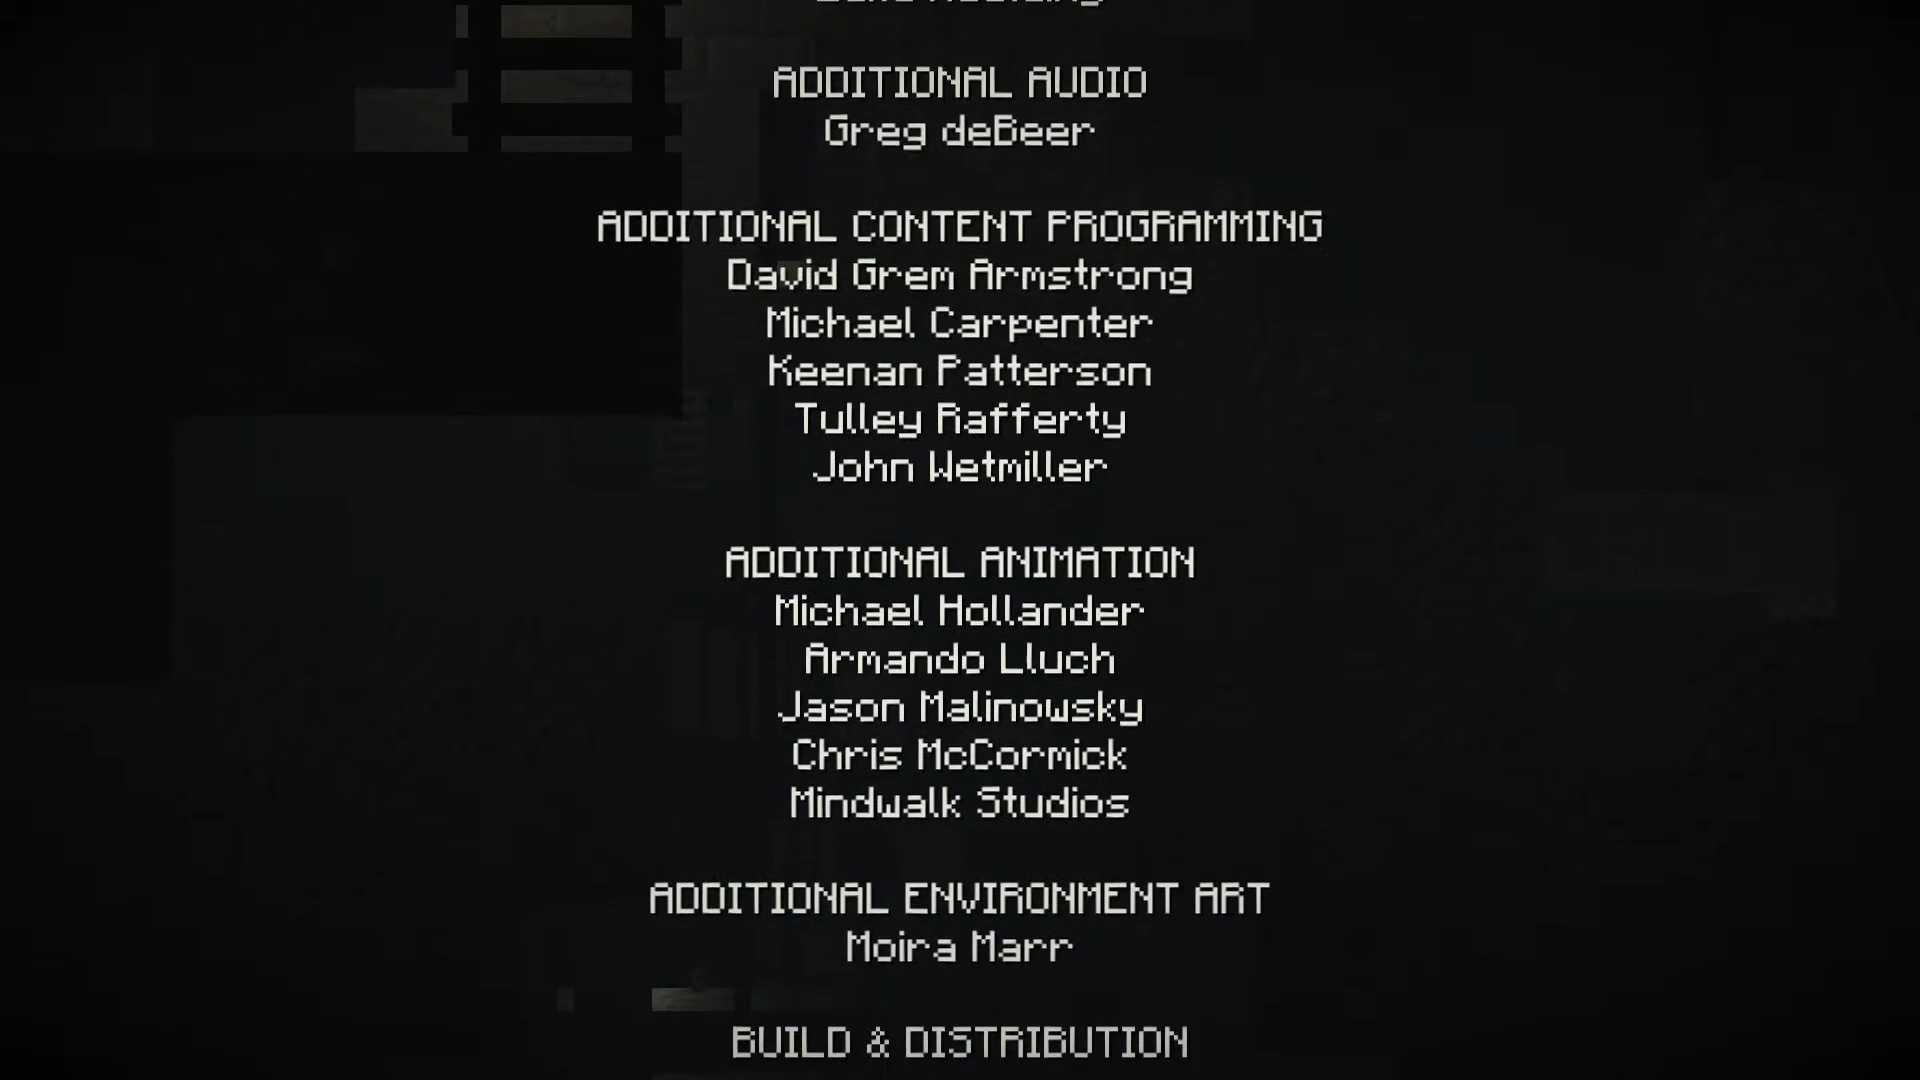 ADDITIONAL AUDIO
Greg deBeer
ADDITIONAL CONTENT PROGRAMMING
David Grem Armstrong
Michael Carpenter
Keenan Patterson
Tulley Rafferty
John Wetmiller
ADDITIONAL ANIMATION
Michael Hollander
Armando Lluch
Jason Malinowsky
Chris McCormick
Mindwalk Studios
ADDITIONAL ENVIRONMENT ART
Moira Marr
BUILD & DISTRIBUTION